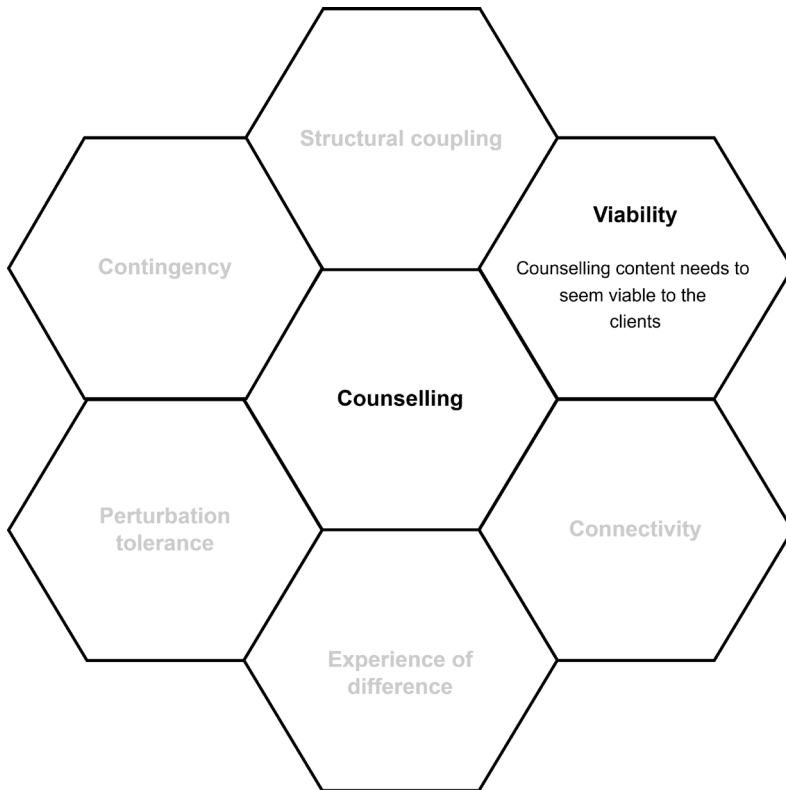 Structural coupling
Viability
Counselling content needs to
seem viable to the
clients
Contingency
Counselling
Perturbation
tolerance
Connectivity
Experience of
difference